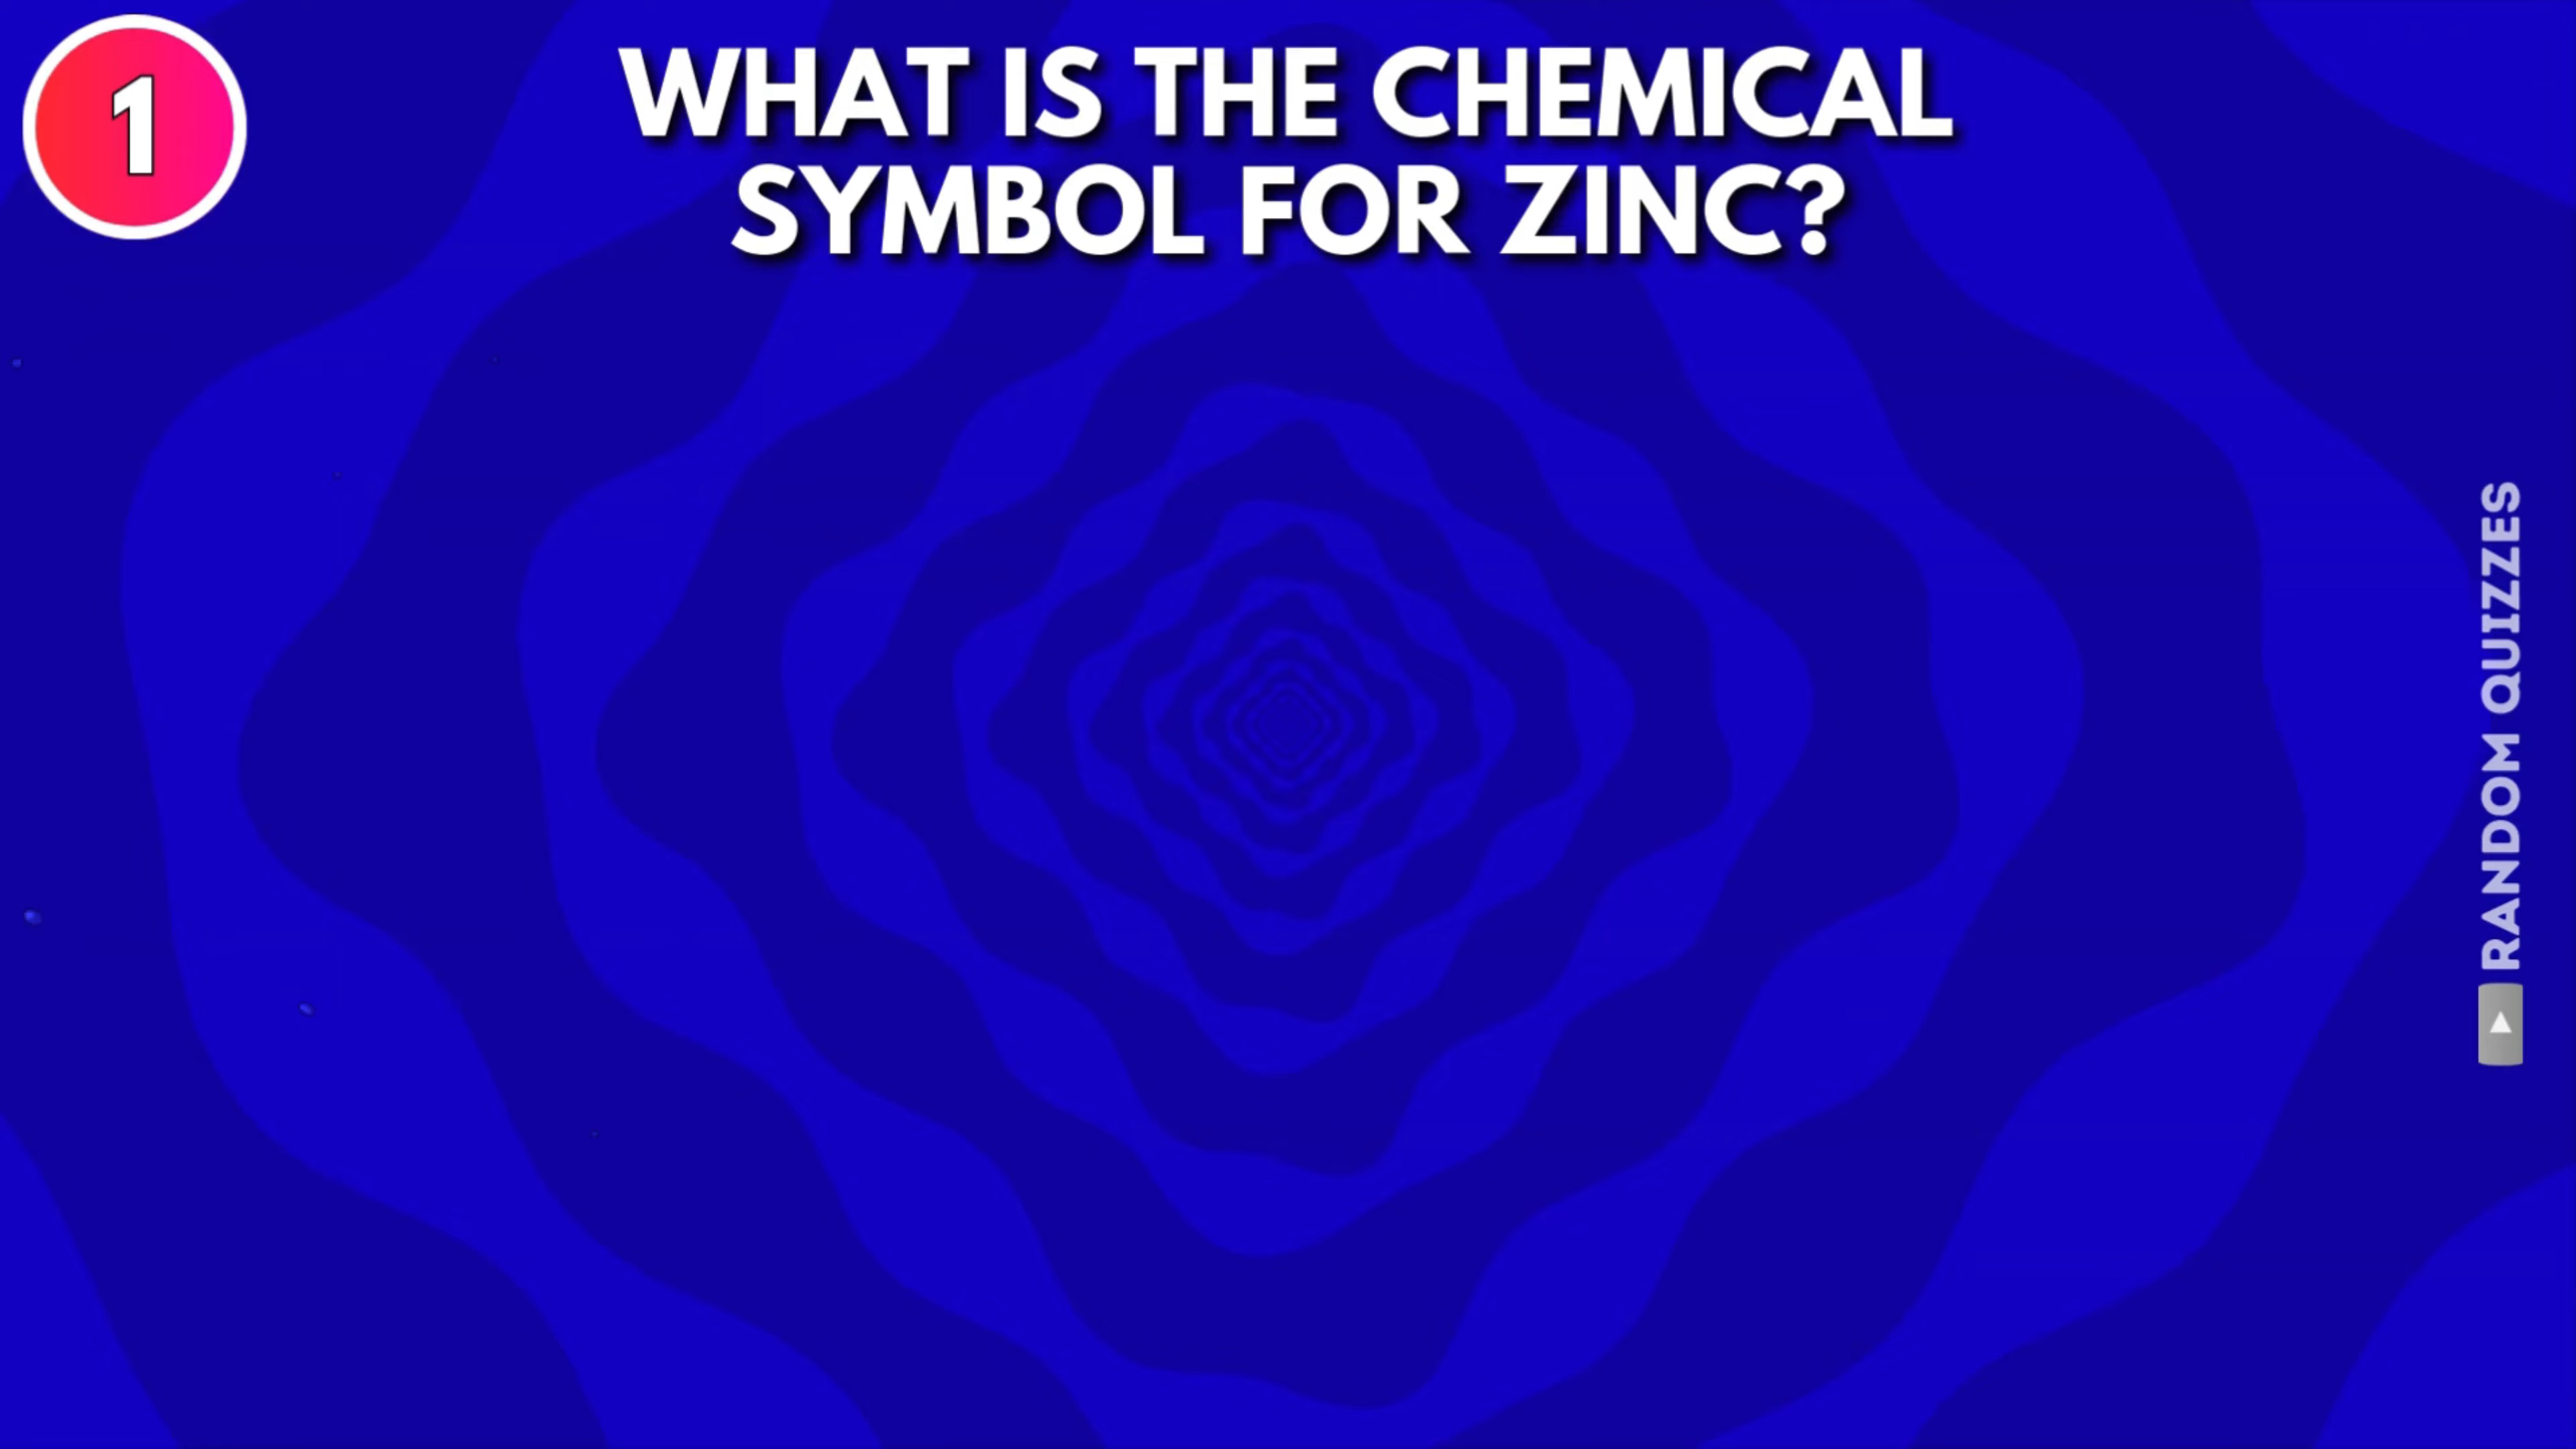 1
WHAT IS THE CHEMICAL
SYMBOL FOR ZINC?
RANDOM QUIZZES